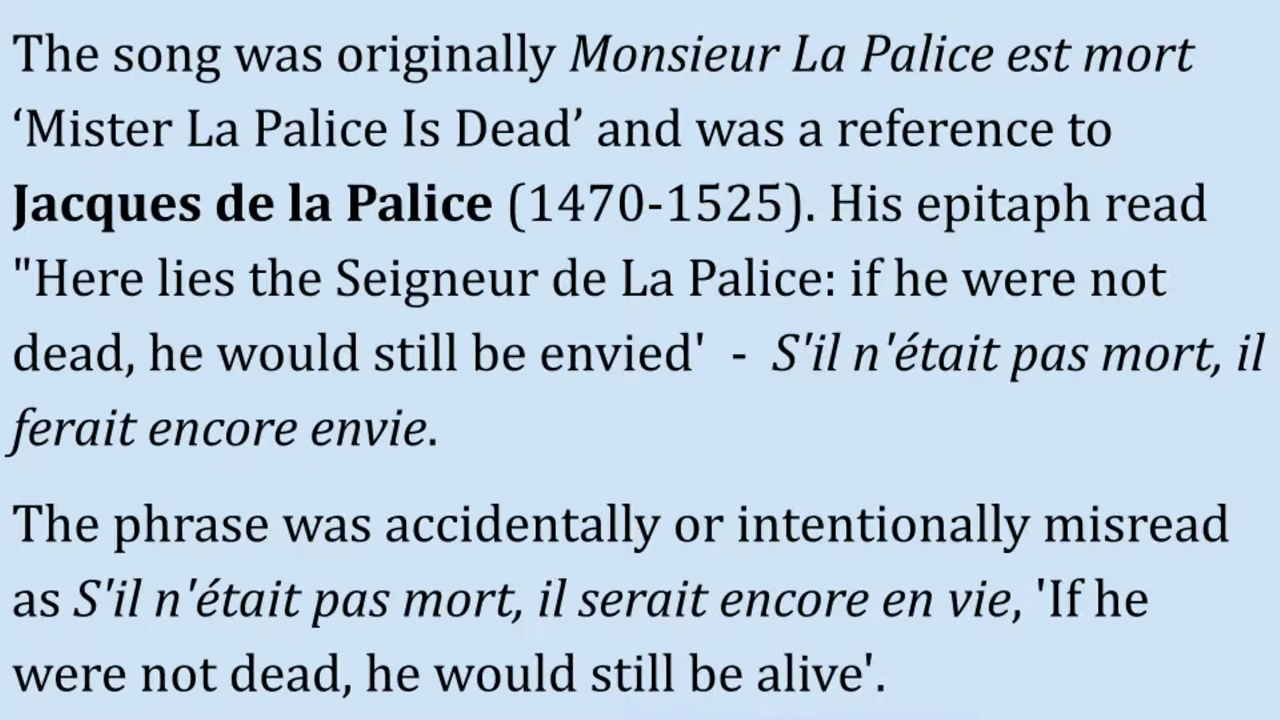 The song was originally Monsieur La Palice est mort
‘Mister La Palice Is Dead’ and was a reference to
Jacques de la Palice (1470-1525). His epitaph read
"Here lies the Seigneur de La Palice: if he were not
dead, he would still be envied' - S'il n'était pas mort, il
ferait encore envie.
The phrase was accidentally or intentionally misread
as S'il n'était pas mort, il serait encore en vie, 'If he
were not dead, he would still be alive'.